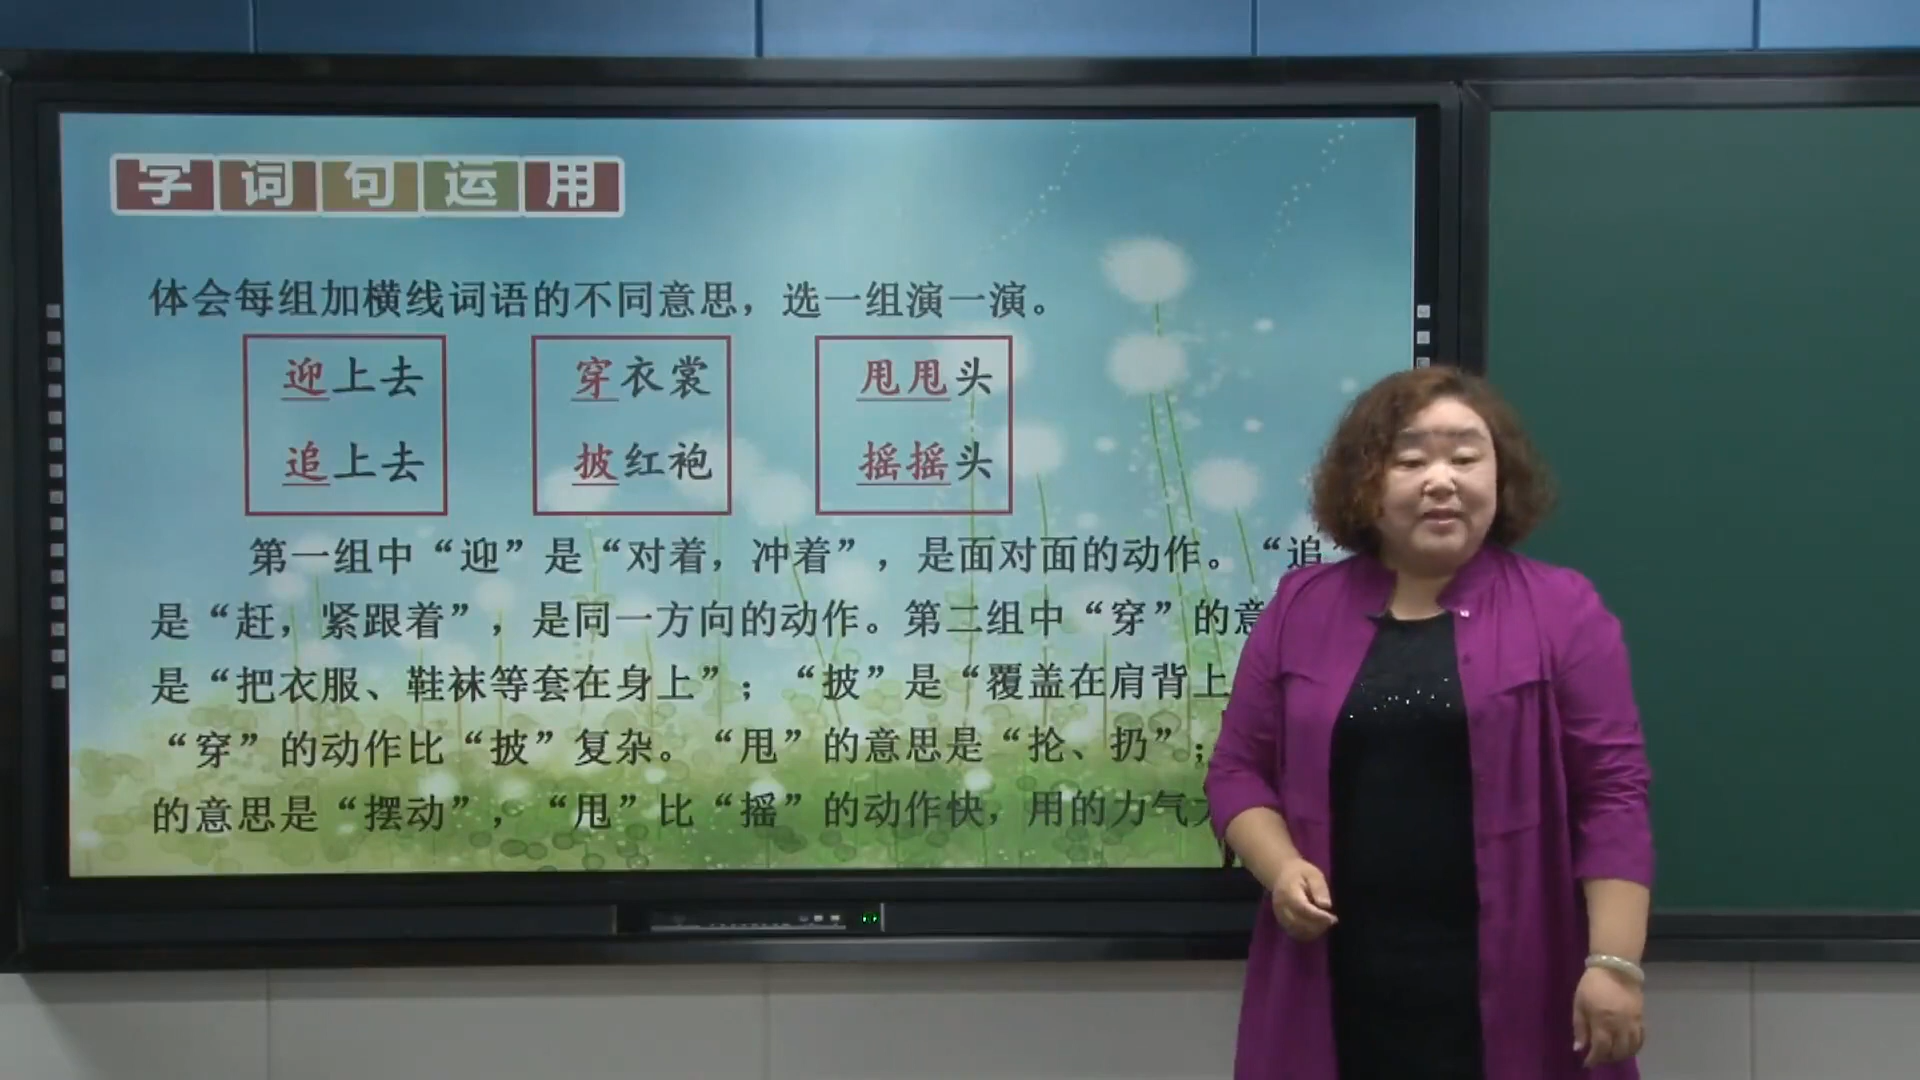 字词句运用
体会每组加横线词语的不同意思，选一组演一演。
迎上去 穿衣裳 甩甩头
追上去 披红袍 摇摇头
第一组中“迎”是“对着，冲着”，是面对面的动作。“追”
是“赶，紧跟着”，是同一方向的动作。第二组中“穿”的意
是“把衣服、鞋袜等套在身上”；“披”是“覆盖在肩背上
“穿”的动作比“披”复杂。“甩”的意思是“抡、扔”；
的意思是“摆动”，“甩”比“摇”的动作快，用的力气